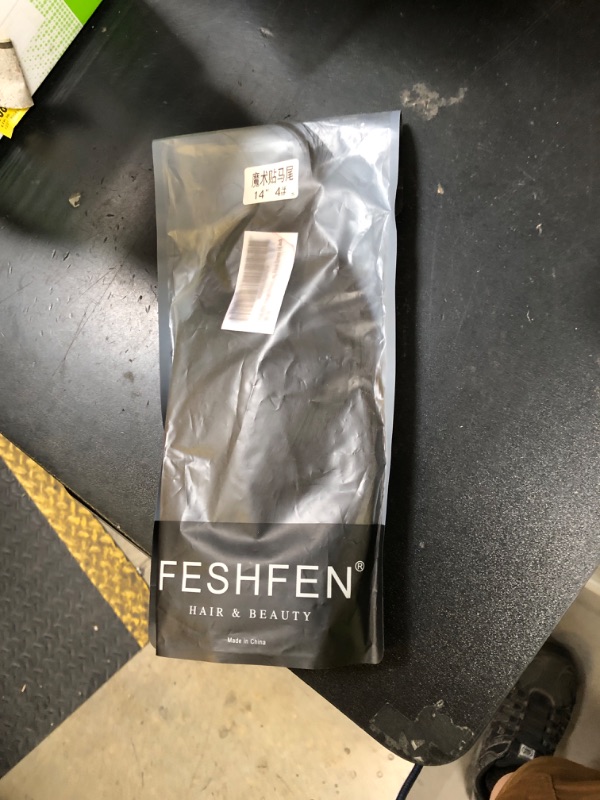 魔术贴马尾
14" 4#
FESHFEN®
HAIR & BEAUTY
Made in China